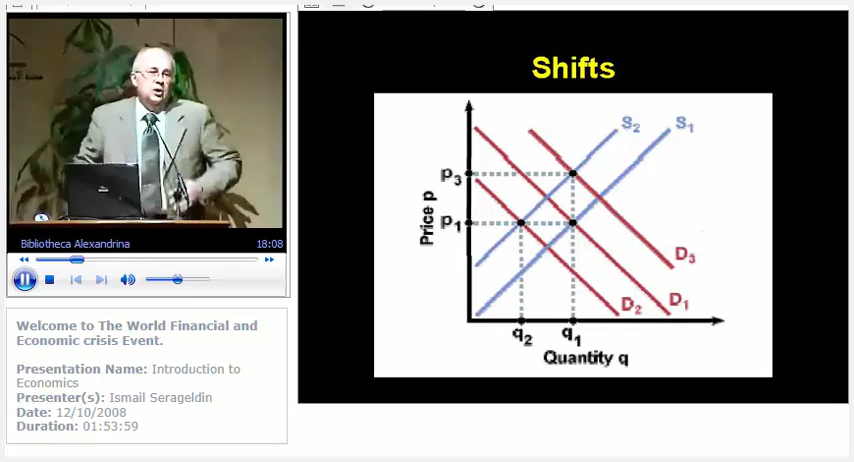 Bibliotheca Alexandrina 18:08
Welcome to The World Financial and
Economic crisis Event.
Presentation Name: Introduction to
Economics
Presenter(s): Ismail Serageldin
Date: 12/10/2008
Duration: 01:53:59
Shifts
S2 S1
p3
p1
Price p
D3
D2 D1
q2 q1
Quantity q